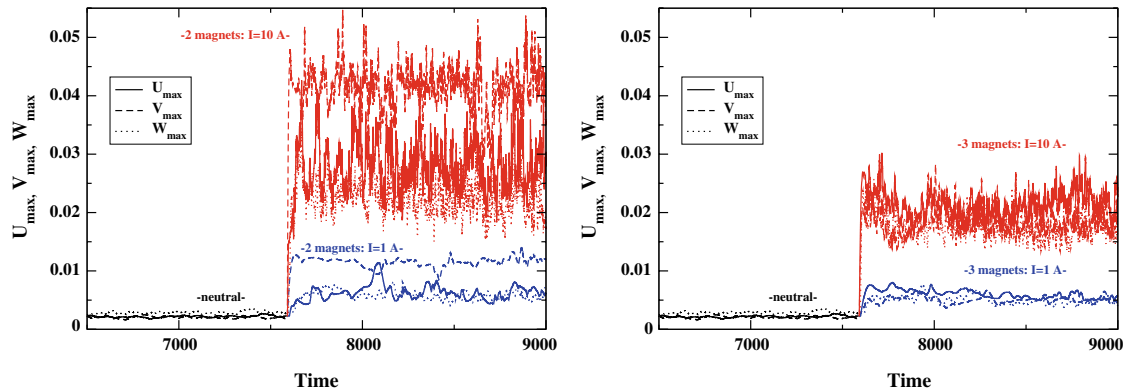 0.05
0.04
0.03
0.02
0.01
0
U_max, V_max, W_max
-2 magnets: I=10 A-
U_max
V_max
W_max
-2 magnets: I=1 A-
-neutral-
7000
8000
9000
Time
0.05
0.04
0.03
0.02
0.01
0
U_max, V_max, W_max
U_max
V_max
W_max
-3 magnets: I=10 A-
-3 magnets: I=1 A-
-neutral-
7000
8000
9000
Time